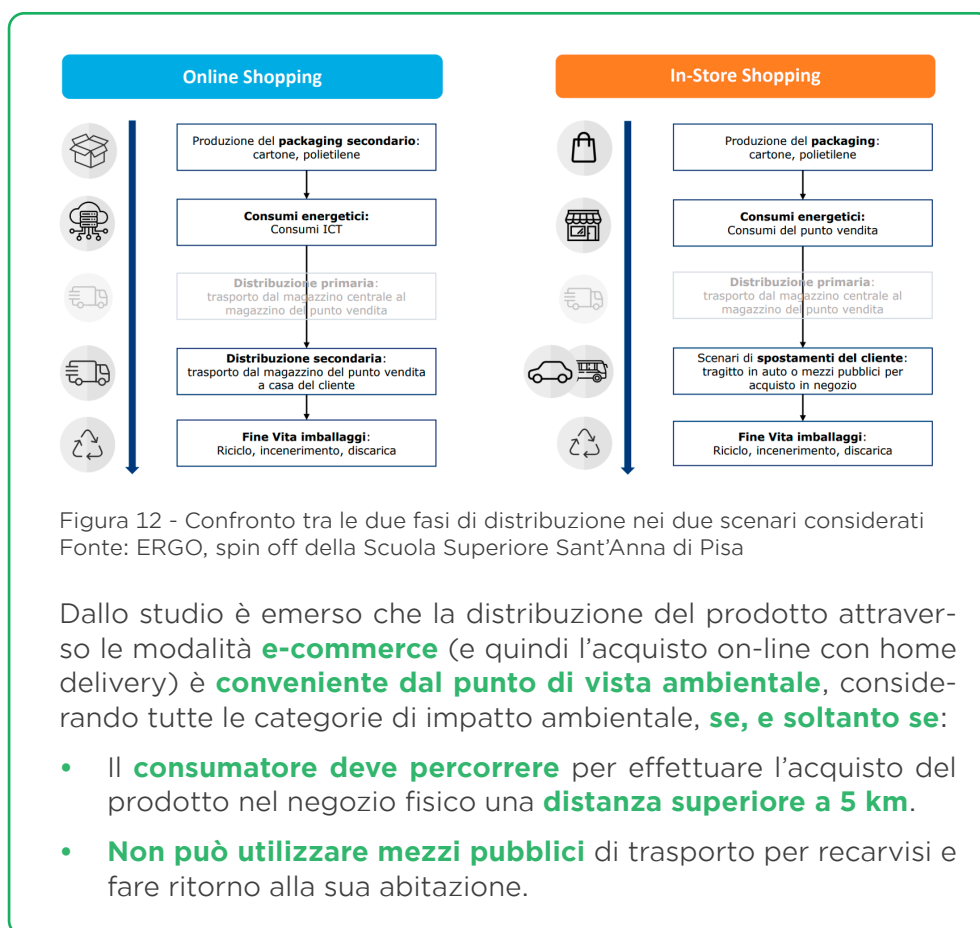 Online Shopping
Produzione del packaging secondario:
cartone, polietilene
Consumi energetici:
Consumi ICT
Distribuzione primaria:
trasporto dal magazzino centrale al
magazzino del punto vendita
Distribuzione secondaria:
trasporto dal magazzino del punto vendita
a casa del cliente
Fine Vita imballaggi:
Riciclo, incenerimento, discarica
In-Store Shopping
Produzione del packaging:
cartone, polietilene
Consumi energetici:
Consumi del punto vendita
Distribuzione primaria:
trasporto dal magazzino centrale al
magazzino del punto vendita
Scenari di spostamenti del cliente:
tragitto in auto o mezzi pubblici per
acquisto in negozio
Fine Vita imballaggi:
Riciclo, incenerimento, discarica
Figura 12 - Confronto tra le due fasi di distribuzione nei due scenari considerati
Fonte: ERGO, spin off della Scuola Superiore Sant'Anna di Pisa
Dallo studio è emerso che la distribuzione del prodotto attraver-
so le modalità e-commerce (e quindi l'acquisto on-line con home
delivery) è conveniente dal punto di vista ambientale, conside-
rando tutte le categorie di impatto ambientale, se, e soltanto se:
• Il consumatore deve percorrere per effettuare l'acquisto del
prodotto nel negozio fisico una distanza superiore a 5 km.
• Non può utilizzare mezzi pubblici di trasporto per recarvisi e
fare ritorno alla sua abitazione.